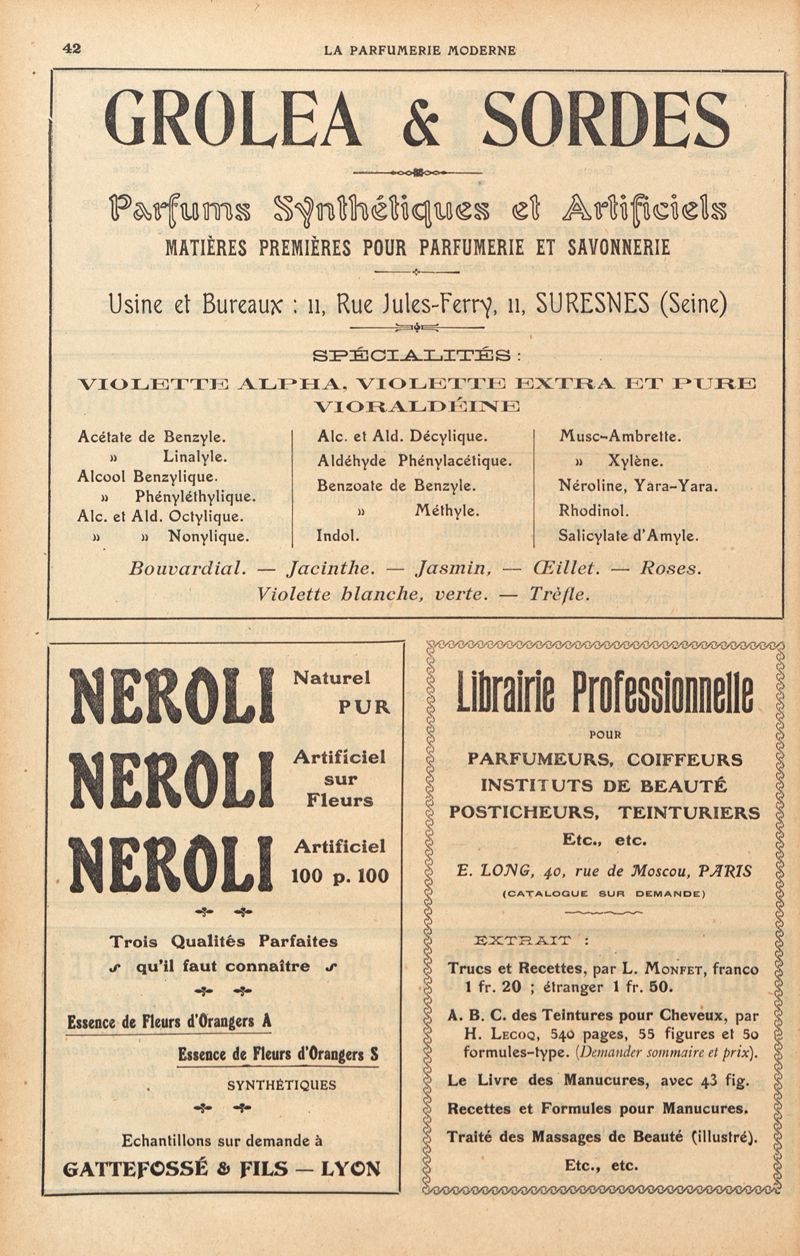 42
LA PARFUMERIE MODERNE
GROLEA & SORDES
Parfums Synthétiques et Artificiels
MATIÈRES PREMIÈRES POUR PARFUMERIE ET SAVONNERIE
Usine et Bureaux : 11, Rue Jules-Ferry, 11, SURESNES (Seine)
SPÉCIALITÉS :
VIOLETTE ALPHA, VIOLETTE EXTRA ET PURE
VIORALDÉINE
Acétate de Benzyle.
» Linalyle.
Alcool Benzylique.
» Phényléthylique.
Alc. et Ald. Octylique.
» » Nonylique.
Alc. et Ald. Décylique.
Aldéhyde Phénylacétique.
Benzoate de Benzyle.
» Méthyle.
Indol.
Musc-Ambrette.
» Xylène.
Néroline, Yara-Yara.
Rhodinol.
Salicylate d'Amyle.
Bouvardial. — Jacinthe. — Jasmin, — Œillet. — Roses.
Violette blanche, verte. — Trèfle.
NEROLI Naturel
PUR
NEROLI Artificiel
sur
Fleurs
NEROLI Artificiel
100 p. 100
Trois Qualités Parfaites
qu'il faut connaître
Essence de Fleurs d'Orangers A
Essence de Fleurs d'Orangers S
SYNTHÉTIQUES
Echantillons sur demande à
GATTEFOSSÉ & FILS — LYON
Librairie Professionnelle
POUR
PARFUMEURS, COIFFEURS
INSTITUTS DE BEAUTÉ
POSTICHEURS, TEINTURIERS
Etc., etc.
E. LONG, 40, rue de Moscou, PARIS
(CATALOGUE SUR DEMANDE)
EXTRAIT :
Trucs et Recettes, par L. MONFET, franco
1 fr. 20 ; étranger 1 fr. 50.
A. B. C. des Teintures pour Cheveux, par
H. LECOQ, 540 pages, 55 figures et 50
formules-type. (Demander sommaire et prix).
Le Livre des Manucures, avec 43 fig.
Recettes et Formules pour Manucures.
Traité des Massages de Beauté (illustré).
Etc., etc.